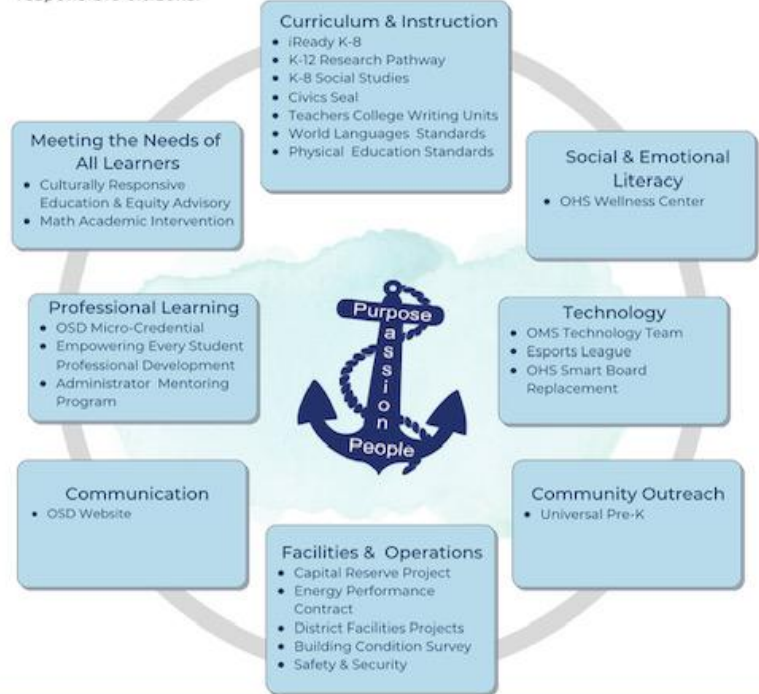 Curriculum & Instruction
• iReady K-8
• K-12 Research Pathway
• K-8 Social Studies
• Civics Seal
• Teachers College Writing Units
• World Languages Standards
• Physical Education Standards
Meeting the Needs of
All Learners
• Culturally Responsive
Education & Equity Advisory
• Math Academic Intervention
Social & Emotional
Literacy
• OHS Wellness Center
Professional Learning
• OSD Micro-Credential
• Empowering Every Student
Professional Development
• Administrator Mentoring
Program
Purpose
Passion
People
Technology
• OMS Technology Team
• Esports League
• OHS Smart Board
Replacement
Communication
• OSD Website
Community Outreach
• Universal Pre-K
Facilities & Operations
• Capital Reserve Project
• Energy Performance
Contract
• District Facilities Projects
• Building Condition Survey
• Safety & Security